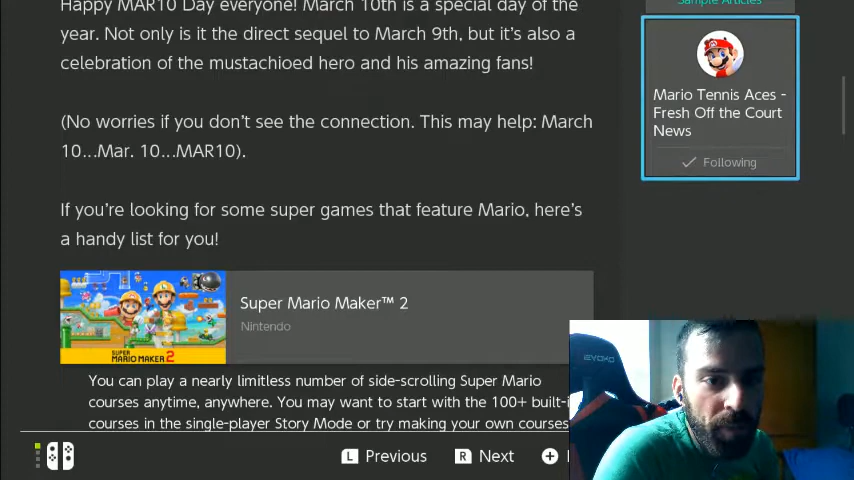 Happy MAR10 Day everyone! March 10th is a special day of the
year. Not only is it the direct sequel to March 9th, but it's also a
celebration of the mustachioed hero and his amazing fans!
(No worries if you don't see the connection. This may help: March
10...Mar. 10...MAR10).
If you're looking for some super games that feature Mario, here's
a handy list for you!
SUPER
MARIO MAKER 2
Super Mario Maker™ 2
Nintendo
You can play a nearly limitless number of side-scrolling Super Mario
courses anytime, anywhere. You may want to start with the 100+ built-i
courses in the single-player Story Mode or try making your own courses
Sample Articles
Mario Tennis Aces -
Fresh Off the Court
News
Following
L Previous
R Next